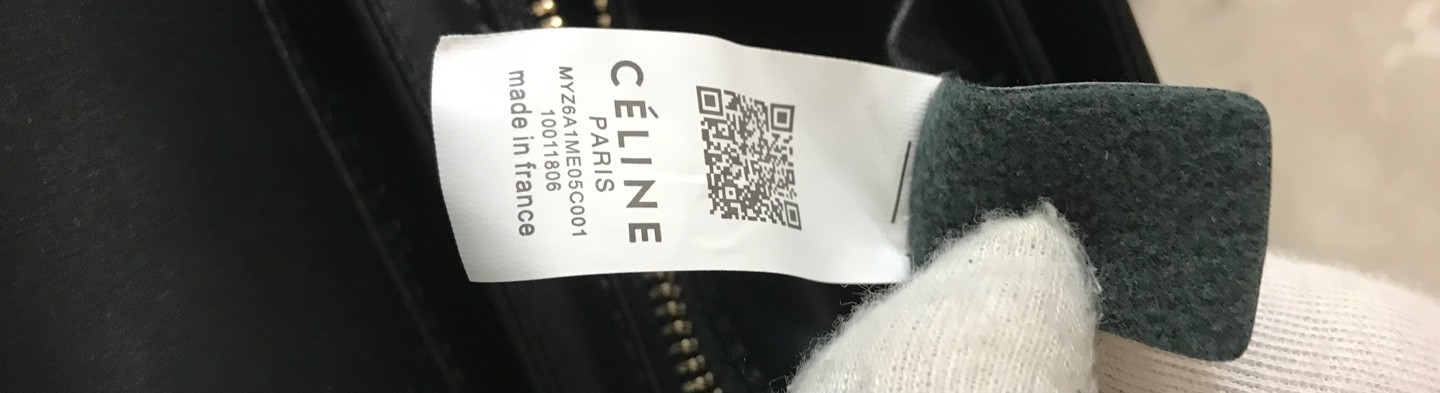 CÉLINE
PARIS
MYZ6A1ME05C001
10011806
made in france